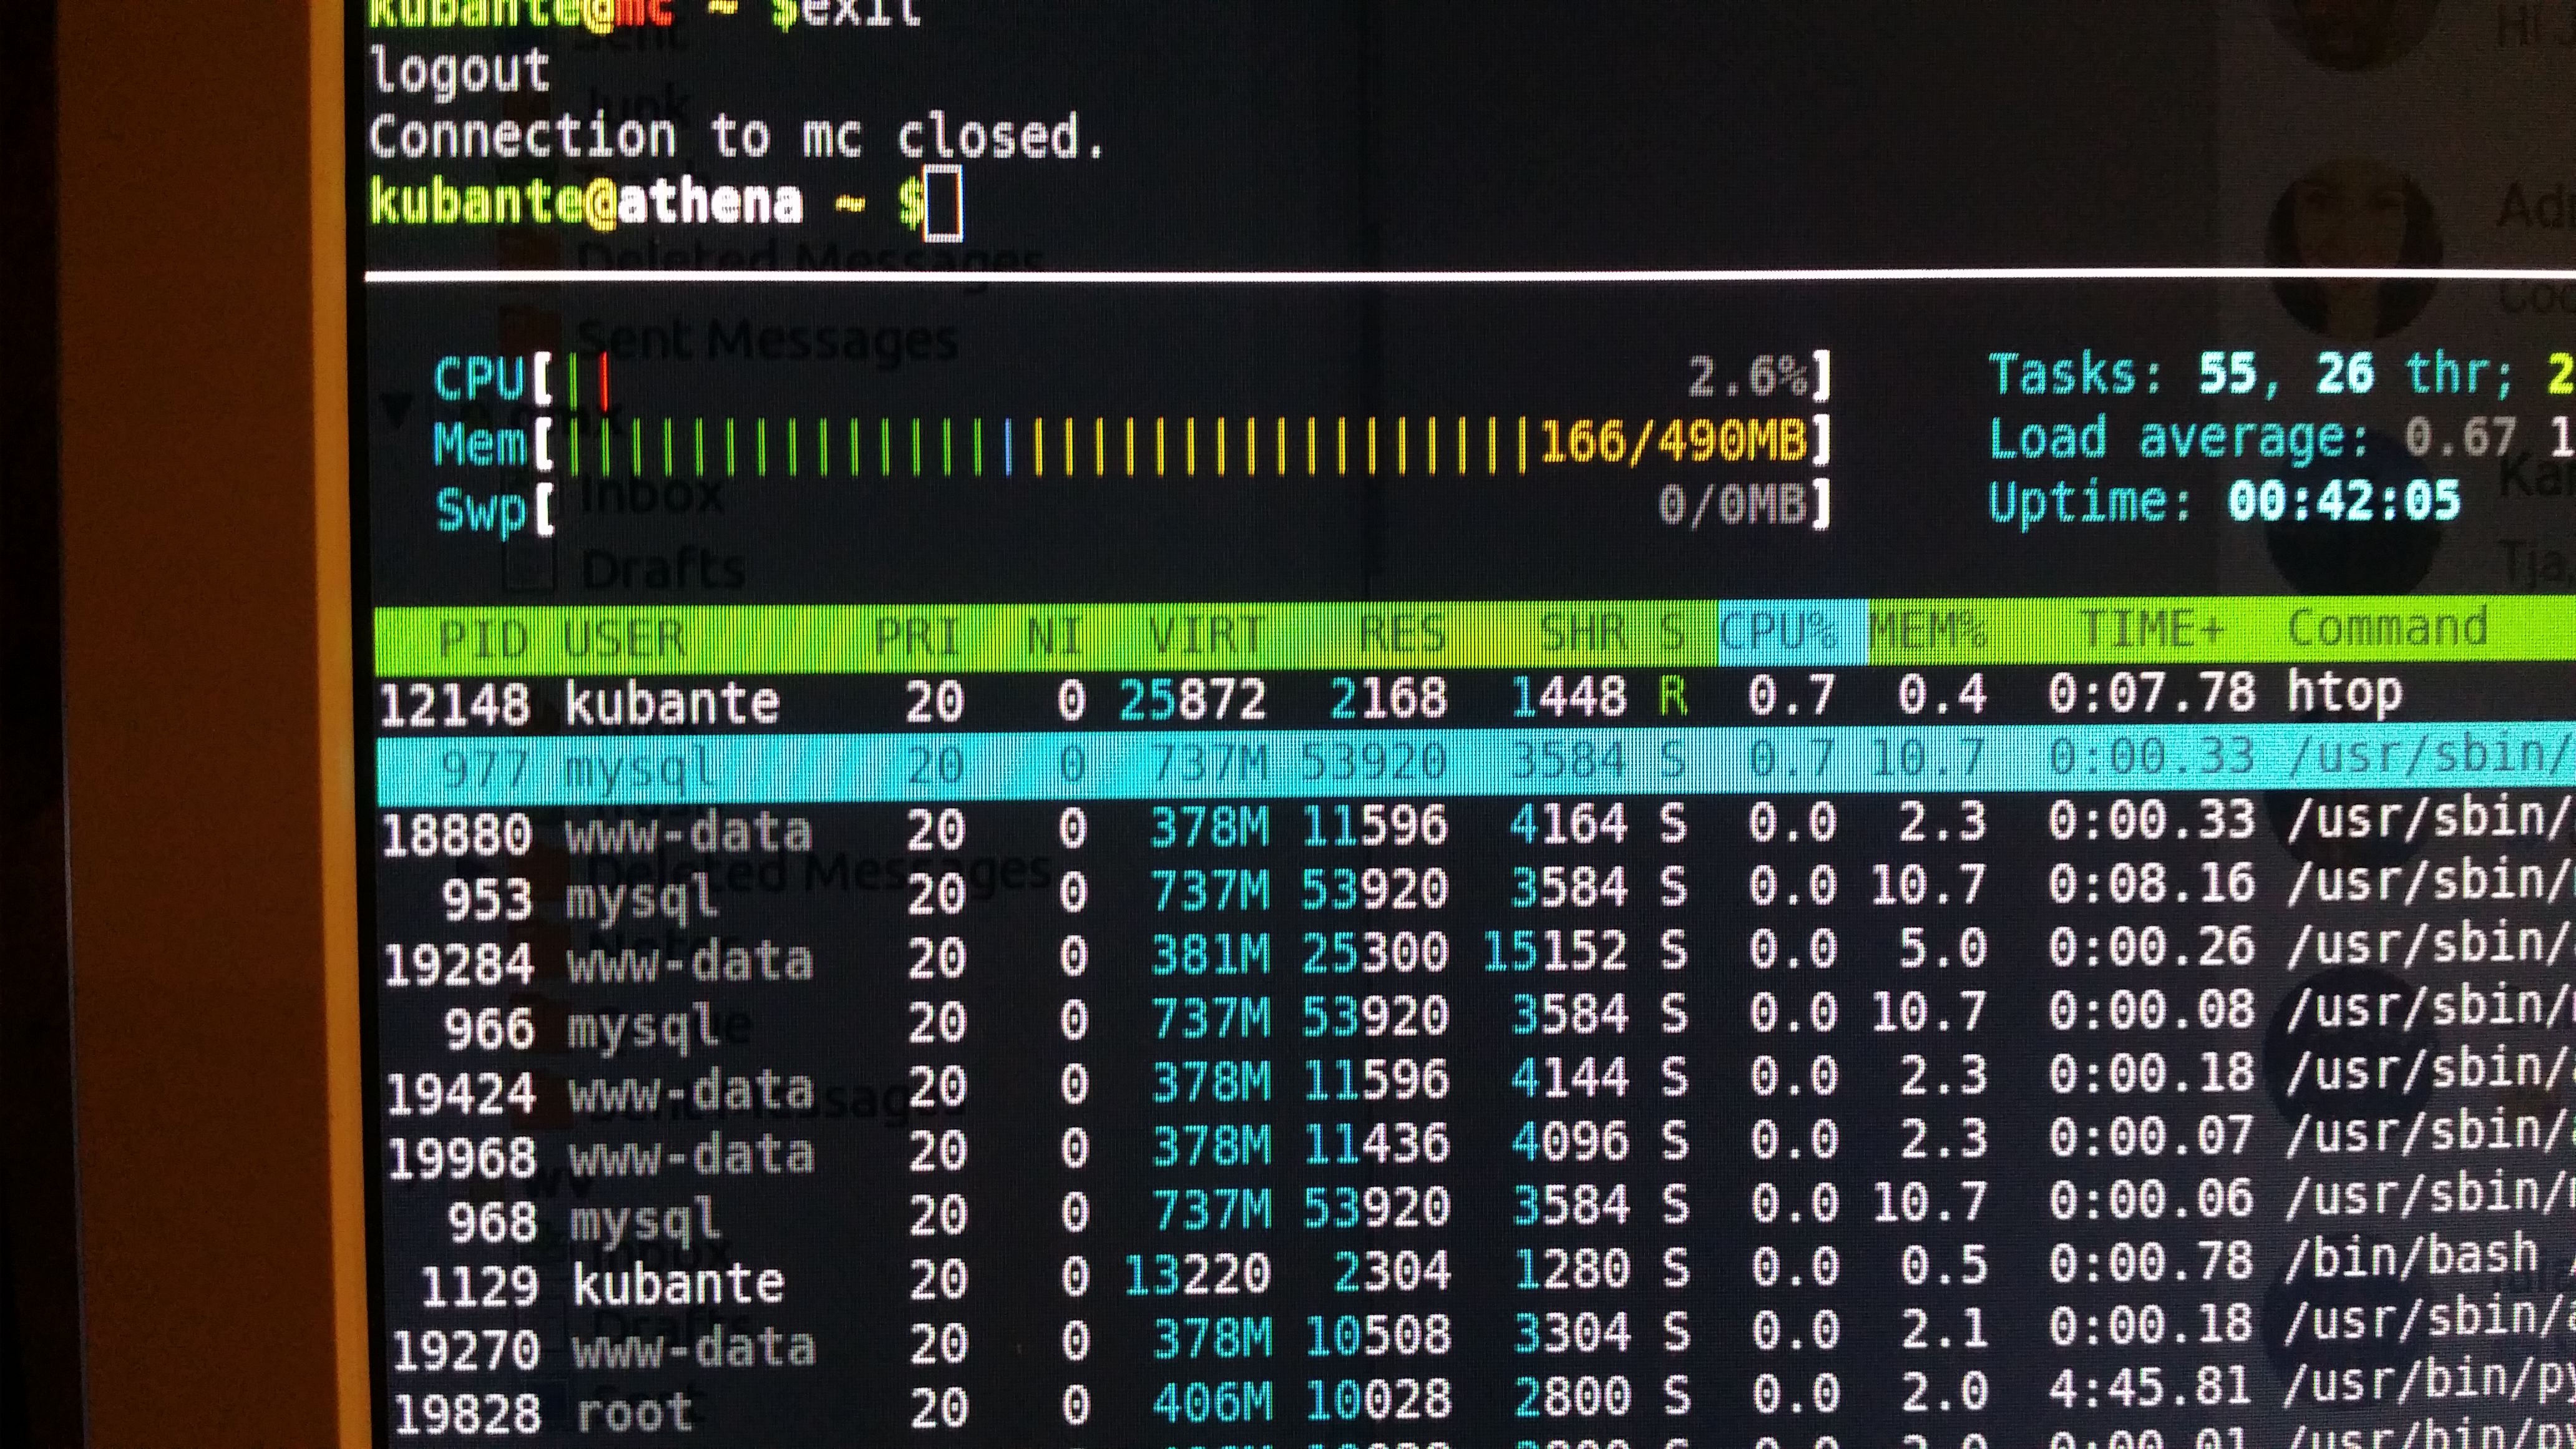 kubante@mc ~ $exit
logout
Connection to mc closed.
kubante@athena ~ $
Deleted Messages
Sent Messages
CPU[|| 2.6%] Tasks: 55, 26 thr; 2
Mem[||||||||||||||||||||||||||||||||166/490MB] Load average: 0.67 1
Inbox
Swp[ 0/0MB] Uptime: 00:42:05
Drafts
PID USER PRI NI VIRT RES SHR S CPU% MEM% TIME+ Command
12148 kubante 20 0 25872 2168 1448 R 0.7 0.4 0:07.78 htop
977 mysql 20 0 737M 53920 3584 S 0.7 10.7 0:00.33 /usr/sbin/
18880 www-data 20 0 378M 11596 4164 S 0.0 2.3 0:00.33 /usr/sbin/
Deleted Messages
953 mysql 20 0 737M 53920 3584 S 0.0 10.7 0:08.16 /usr/sbin/
19284 www-data 20 0 381M 25300 15152 S 0.0 5.0 0:00.26 /usr/sbin/
966 mysql 20 0 737M 53920 3584 S 0.0 10.7 0:00.08 /usr/sbin/
19424 www-data 20 0 378M 11596 4144 S 0.0 2.3 0:00.18 /usr/sbin/
19968 www-data 20 0 378M 11436 4096 S 0.0 2.3 0:00.07 /usr/sbin/
968 mysql 20 0 737M 53920 3584 S 0.0 10.7 0:00.06 /usr/sbin/
1129 kubante 20 0 13220 2304 1280 S 0.0 0.5 0:00.78 /bin/bash
19270 www-data 20 0 378M 10508 3304 S 0.0 2.1 0:00.18 /usr/sbin/
19828 root 20 0 406M 10028 2800 S 0.0 2.0 4:45.81 /usr/bin/py